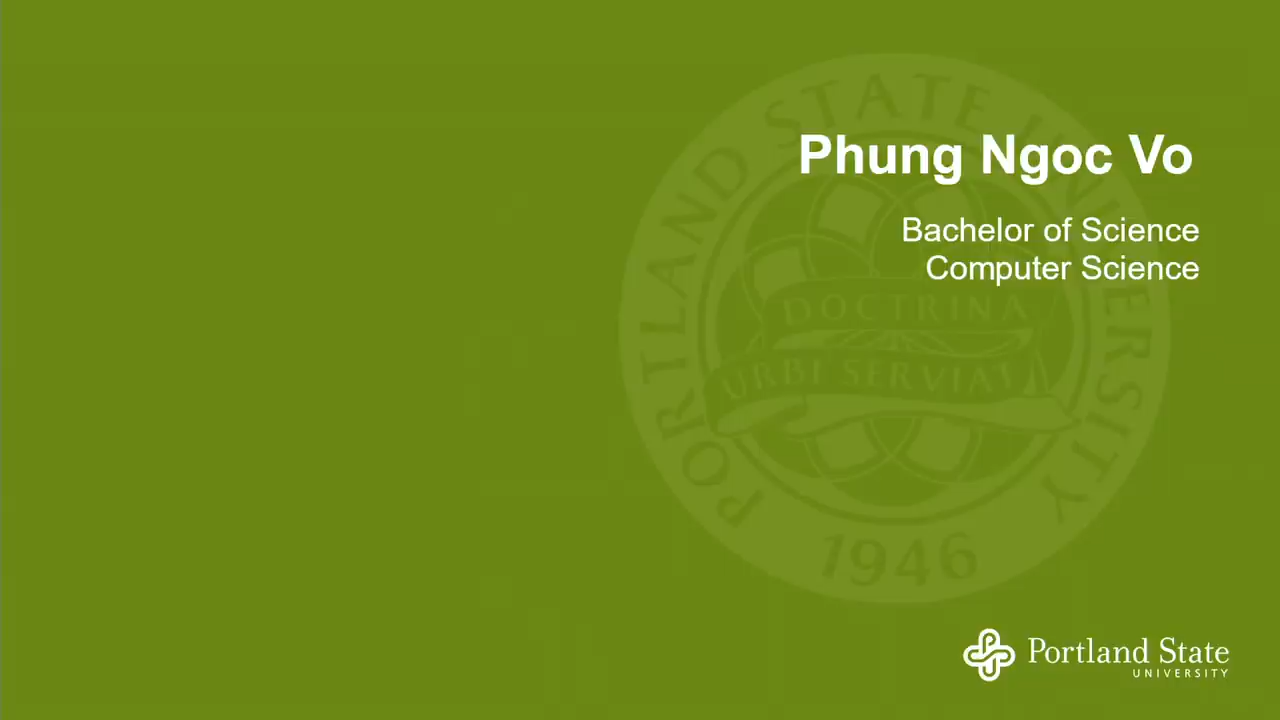 Phung Ngoc Vo
Bachelor of Science
Computer Science
PORTLAND STATE UNIVERSITY
DOCTRINA
URBI SERVIAT
1946
Portland State
UNIVERSITY